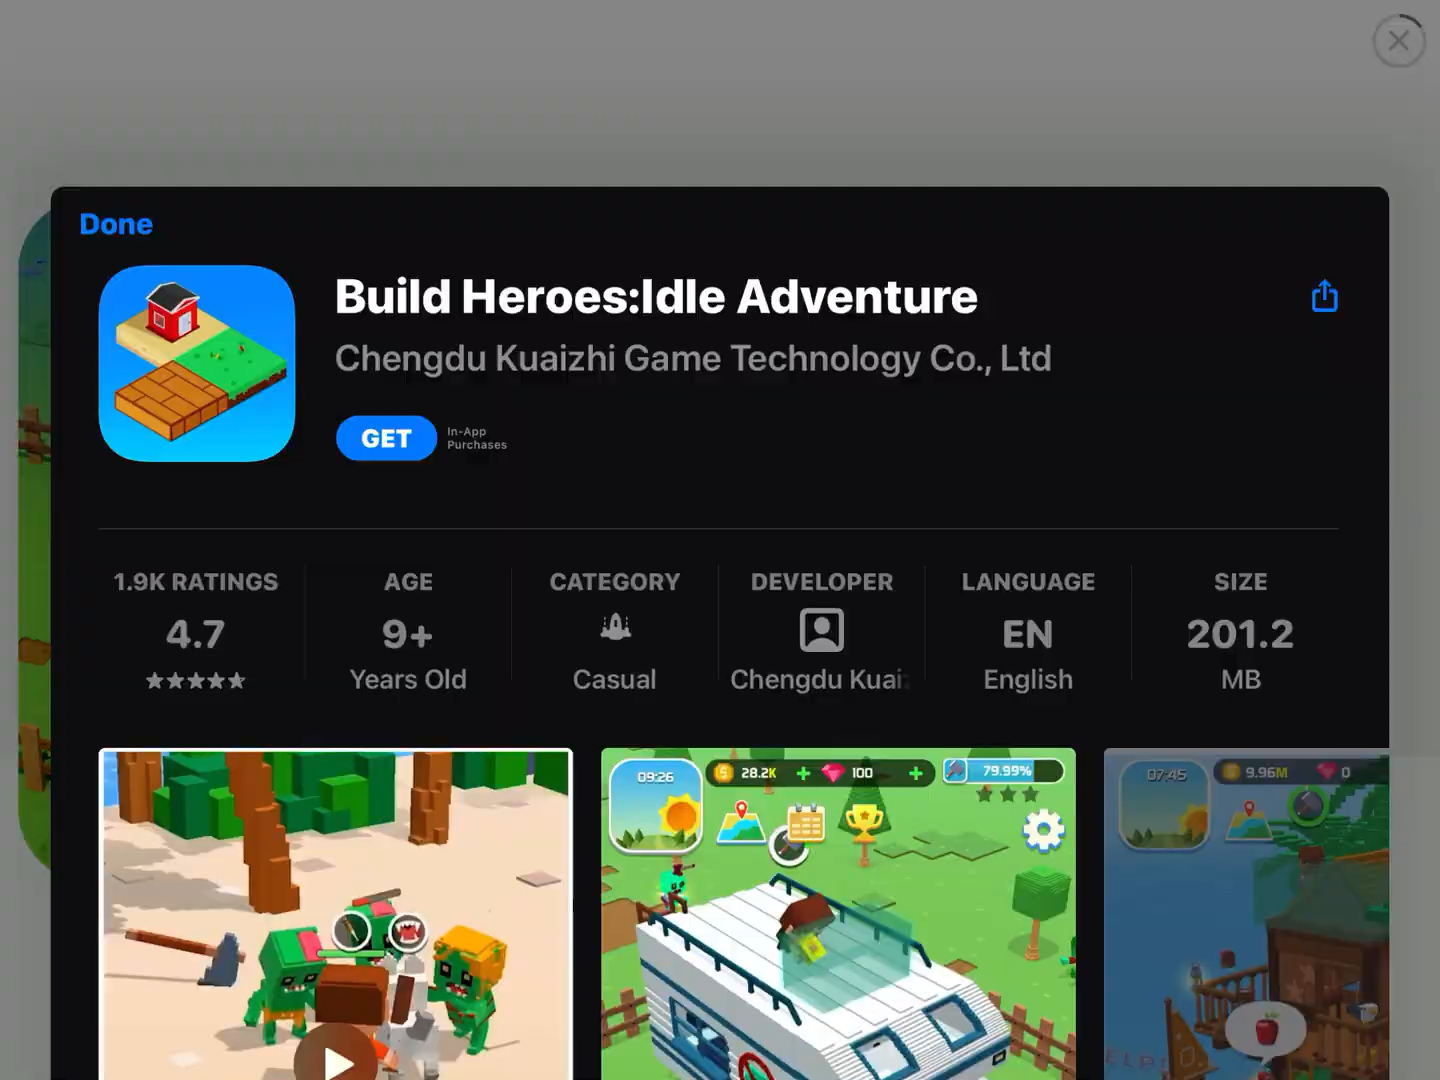 Done
Build Heroes:Idle Adventure
Chengdu Kuaizhi Game Technology Co., Ltd
GET
In-App
Purchases
1.9K RATINGS
4.7
AGE
9+
Years Old
CATEGORY
Casual
DEVELOPER
Chengdu Kuai
LANGUAGE
EN
English
SIZE
201.2
MB
09:26
28.2K
100
79.99%
07:45
9.96M
0